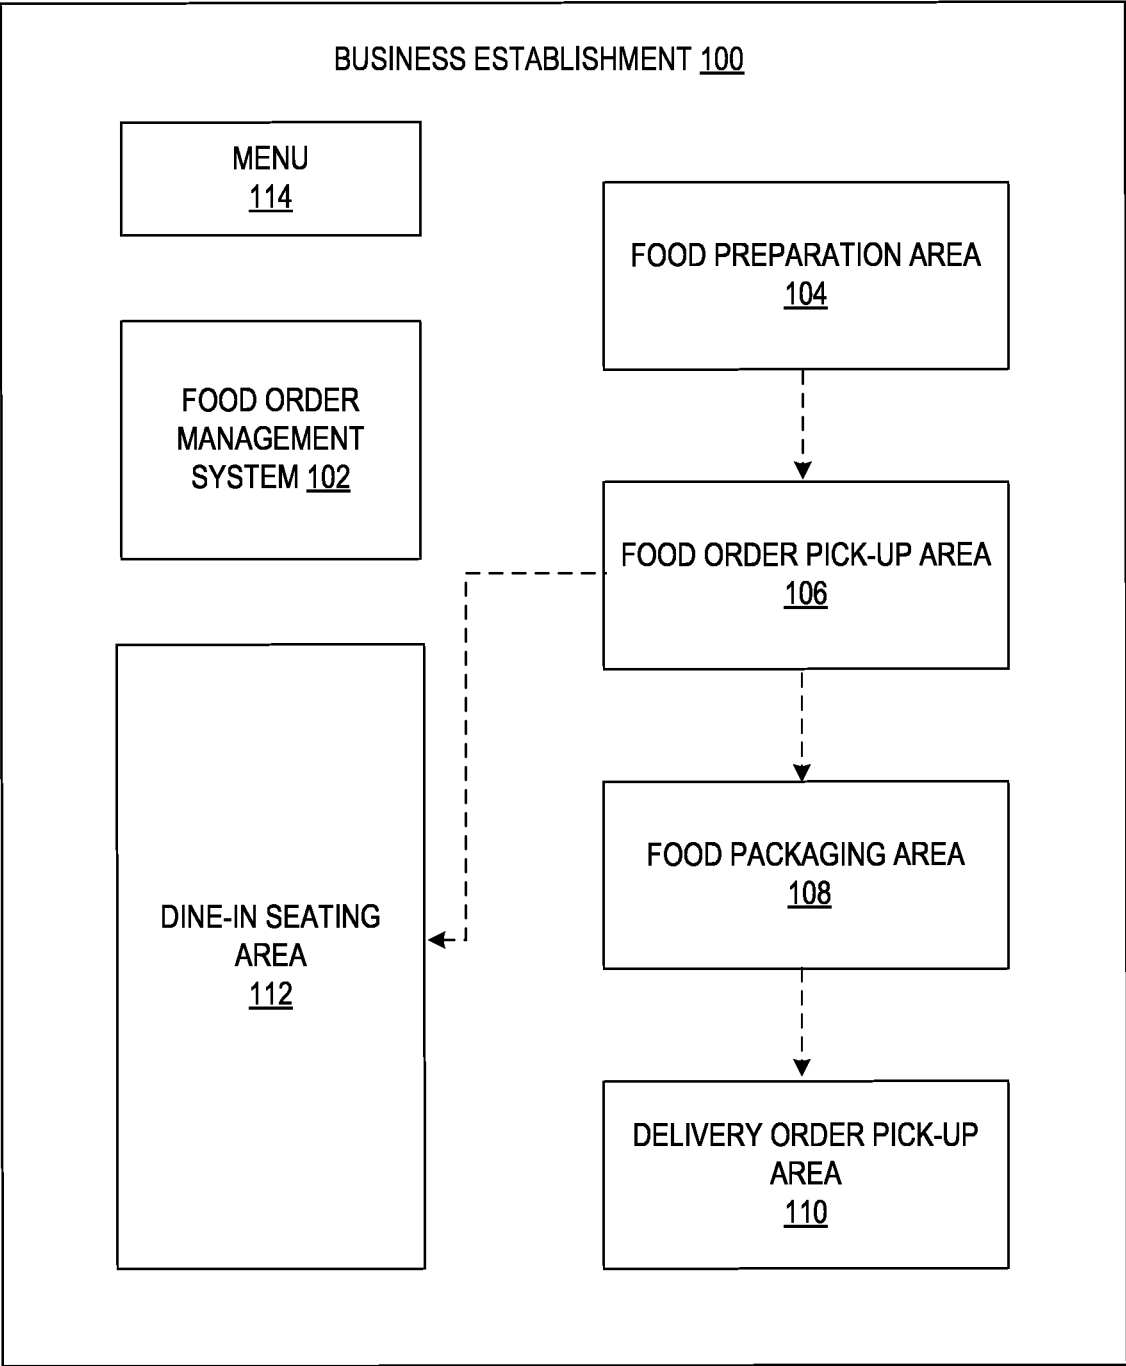 BUSINESS ESTABLISHMENT 100
MENU
114
FOOD PREPARATION AREA
104
FOOD ORDER
MANAGEMENT
SYSTEM 102
FOOD ORDER PICK-UP AREA
106
FOOD PACKAGING AREA
108
DINE-IN SEATING
AREA
112
DELIVERY ORDER PICK-UP
AREA
110